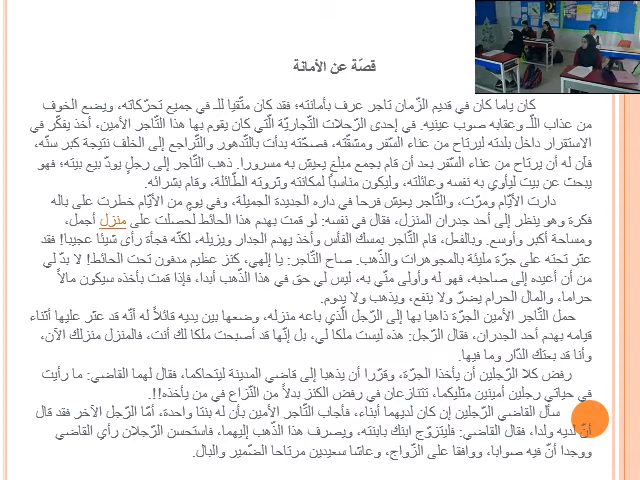 قصّة عن الأمانة
كان ياما كان في قديم الزّمان تاجر عرف بأمانته؛ فقد كان متّقيا للـ في جميع تحرّكاته، ويضع الخوف
من عذاب اللّـ وعقابه صوب عينيه. في إحدى الرّحلات التّجاريّة الّتي كان يقوم بها هذا التّاجر الأمين، أخذ يفكّر في
الاستقرار داخل بلدته ليرتاح من عناء السّفر ومشقّته، فصحّته بدأت بالتّدهور والتّراجع إلى الخلف نتيجة كبر سنّه،
فآن له أن يرتاح من عناء السّفر بعد أن قام بجمع مبلغ يعيش به مسرورا. ذهب التّاجر إلى رجلٍ يودّ بيع بيته؛ فهو
يبحث عن بيت ليأوي به نفسه وعائلته، وليكون مناسباً لمكانته وثروته الطّائلة، وقام بشرائه.
دارت الأيّام ومرّت، والتّاجر يعيش فرحا في داره الجديدة الجميلة، وفي يومٍ من الأيّام خطرت على باله
فكرة وهو ينظر إلى أحد جدران المنزل، فقال في نفسه: لو قمت بهدم هذا الحائط لحصلت على منزل أجمل،
ومساحة أكبر وأوسع. وبالفعل، قام التّاجر بمسك الفأس وأخذ يهدم الجدار ويزيله، لكنّه فجأة رأى شيئا عجيبا! فقد
عثر تحته على جرّة مليئة بالمجوهرات والذّهب. صاح التّاجر: يا إلهي، كنز عظيم مدفون تحت الحائط! لا بدّ لي
من أن أعيده إلى صاحبه، فهو له وأولى منّي به، ليس لي حق في هذا الذّهب أبدا، فإذا قمت بأخذه سيكون مالاً
حراما، والمال الحرام يضرّ ولا ينفع، ويذهب ولا يدوم.
حمل التّاجر الأمين الجرّة ذاهبا بها إلى الرّجل الّذي باعه منزله، وضعها بين يديه قائلاً له أنّه قد عثر عليها أثناء
قيامه بهدم أحد الجدران، فقال الرّجل: هذه ليست ملكا لي، بل إنّها قد أصبحت ملكا لك أنت، فالمنزل منزلك الآن،
وأنا قد بعتك الدّار وما فيها.
رفض كلا الرّجلين أن يأخذا الجرّة، وقرّرا أن يذهبا إلى قاضي المدينة ليتحاكما، فقال لهما القاضي: ما رأيت
في حياتي رجلين أمينين مثليكما، تتنازعان في رفض الكنز بدلاً من النّزاع في من يأخذه!!.
سأل القاضي الرّجلين إن كان لديهما أبناء، فأجاب التّاجر الأمين بأن له بنتا واحدة، أمّا الرّجل الآخر فقد قال
أنّ لديه ولدا، فقال القاضي: فليتزوّج ابنك بابنته، ويصرف هذا الذّهب إليهما، فاستحسن الرّجلان رأي القاضي
ووجدا أنّ فيه صوابا، ووافقا على الزّواج، وعاشا سعيدين مرتاحا الضّمير والبال.